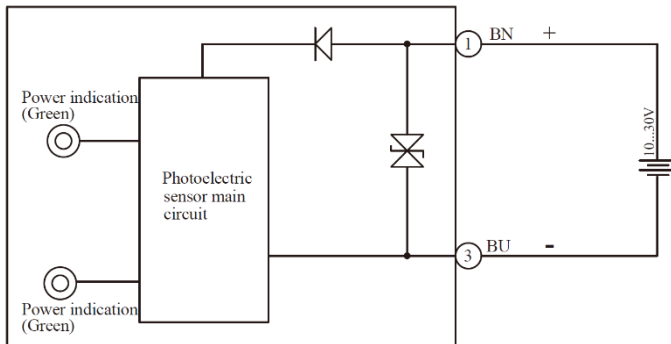 1
BN
+
Power indication
(Green)
10...30V
Photoelectric
sensor main
circuit
3
BU
-
Power indication
(Green)